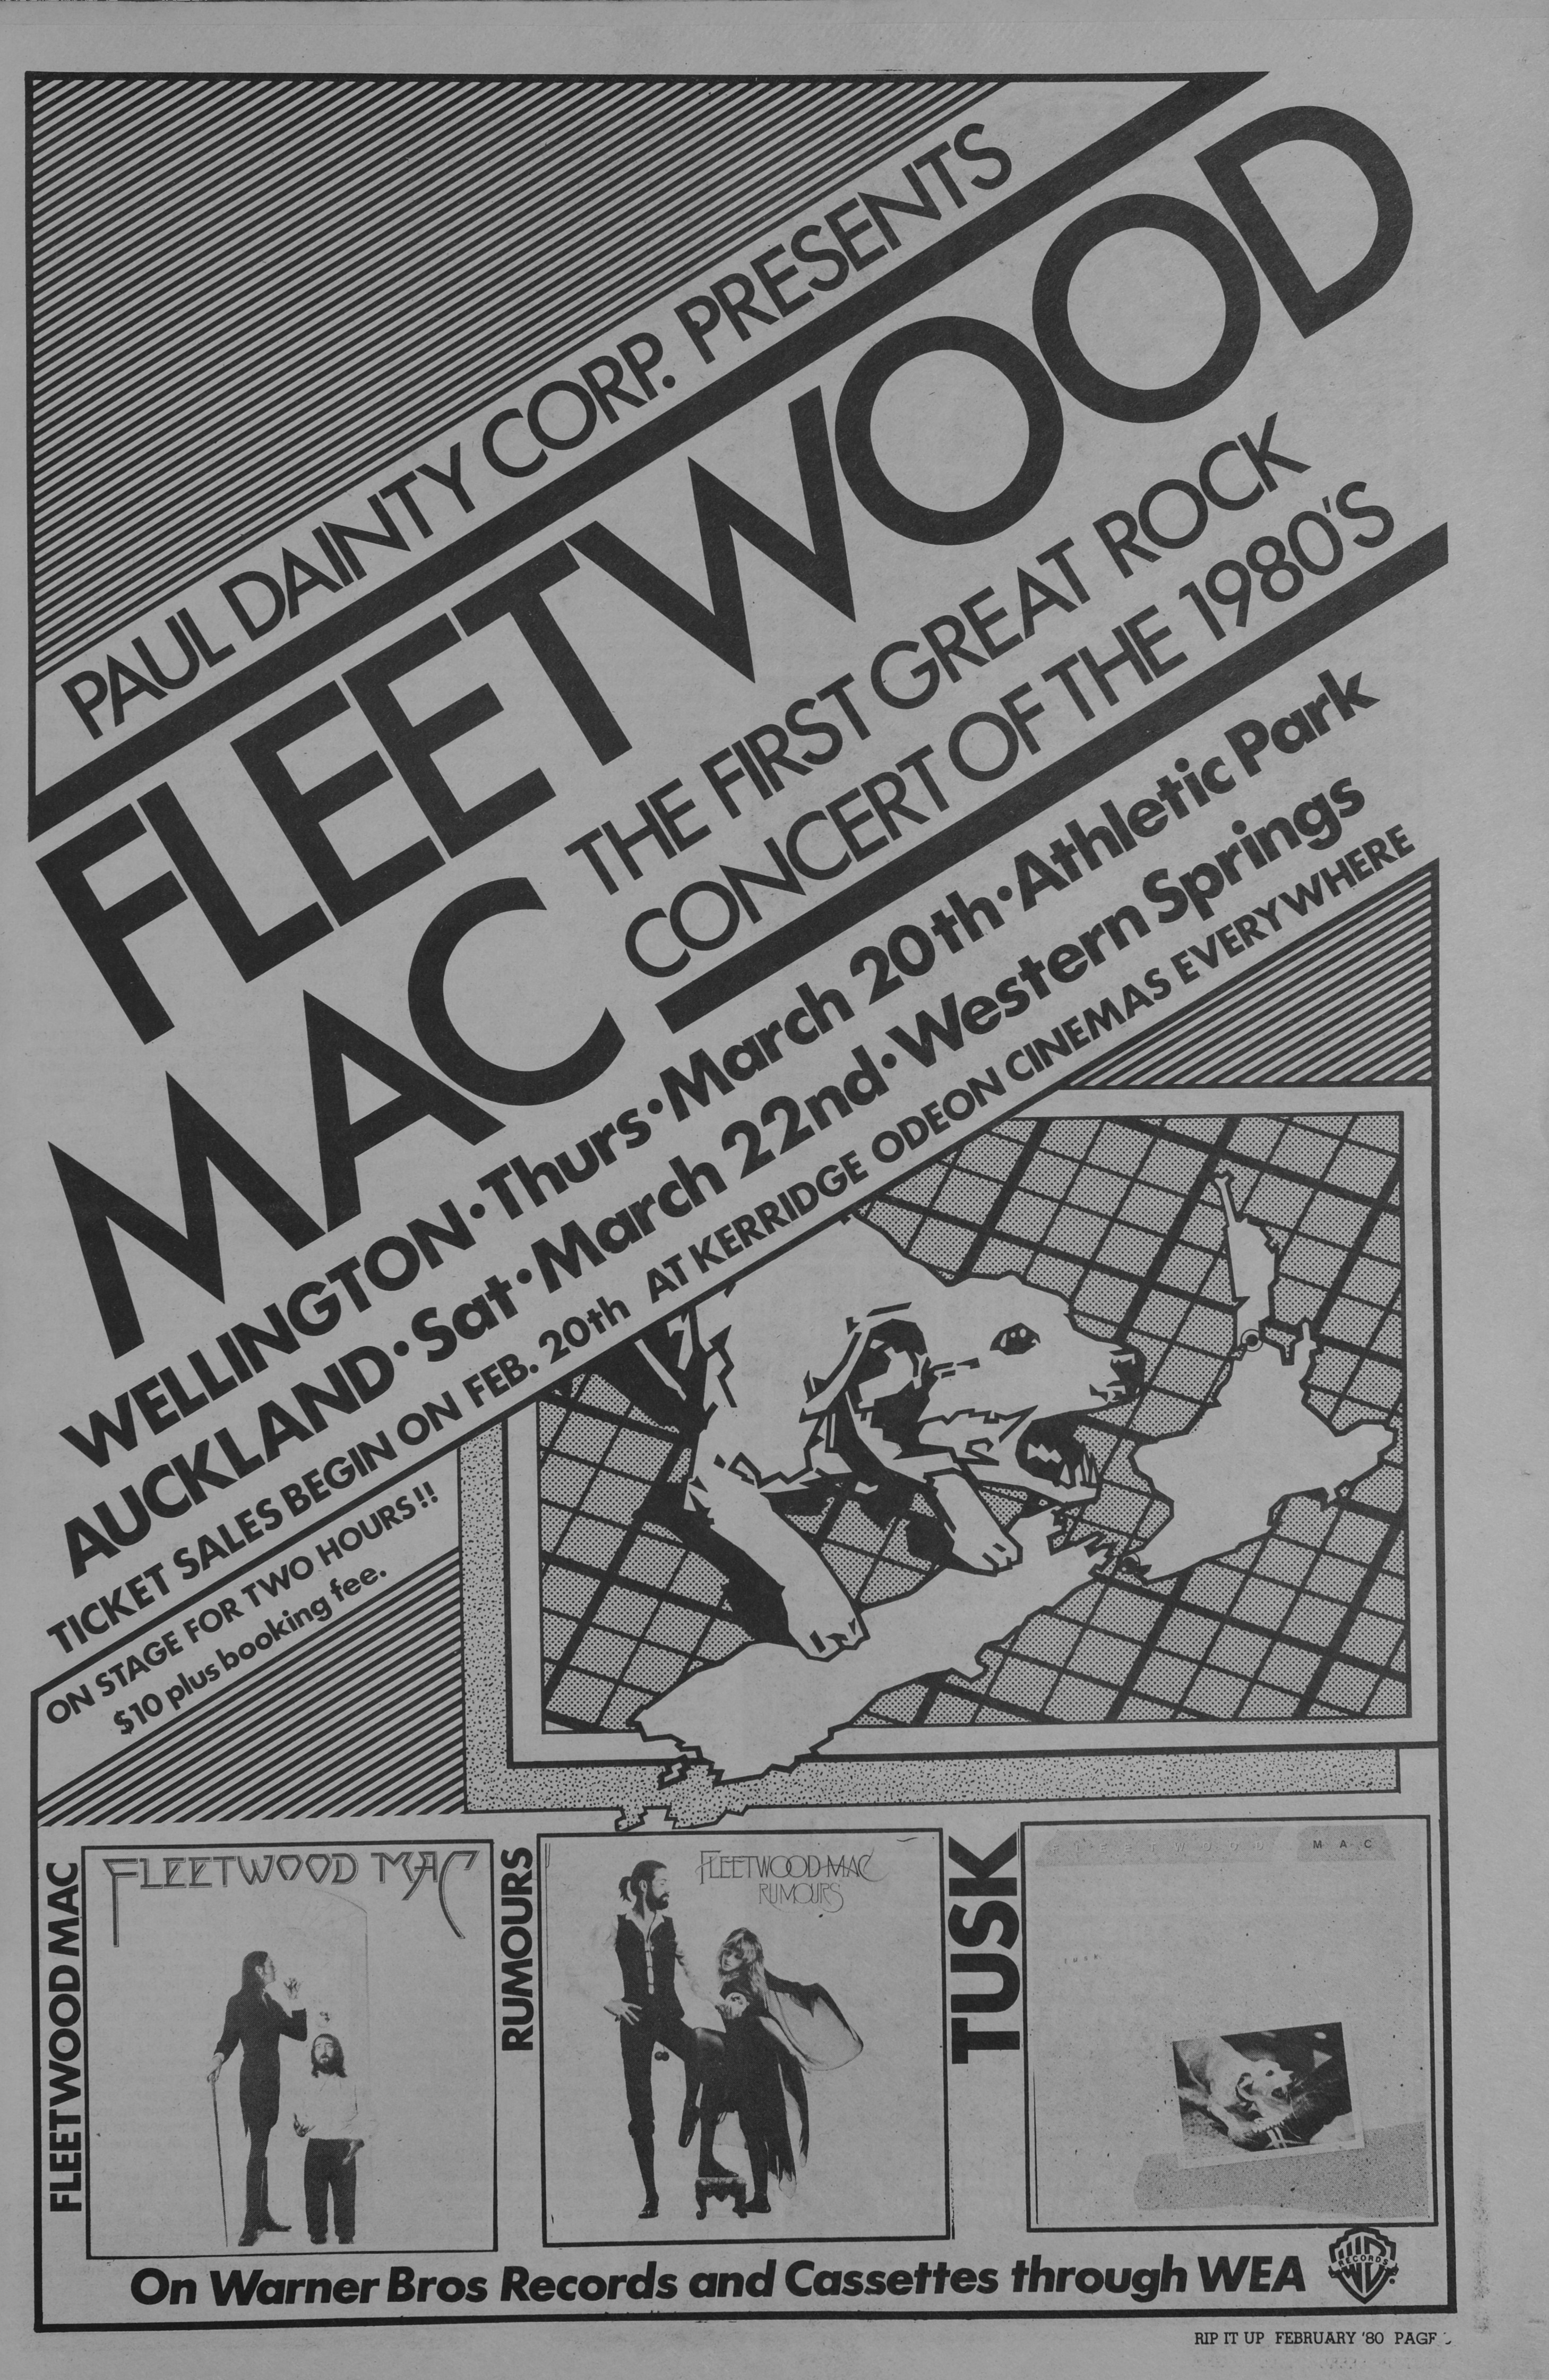 PAUL DAINTY CORP. PRESENTS
FLEETWOOD
MAC
THE FIRST GREAT ROCK
CONCERT OF THE 1980'S
WELLINGTON•Thurs•March 20th•Athletic Park
AUCKLAND•Sat•March 22nd•Western Springs
TICKET SALES BEGIN ON FEB. 20th AT KERRIDGE ODEON CINEMAS EVERYWHERE
ON STAGE FOR TWO HOURS!!
$10 plus booking fee.
FLEETWOOD MAC
FLEETWOOD MAC
RUMOURS
FLEETWOOD MAC
RUMOURS
TUSK
FLEETWOOD MAC
TUSK
On Warner Bros Records and Cassettes through WEA
RECORDS
RIP IT UP FEBRUARY '80 PAGE